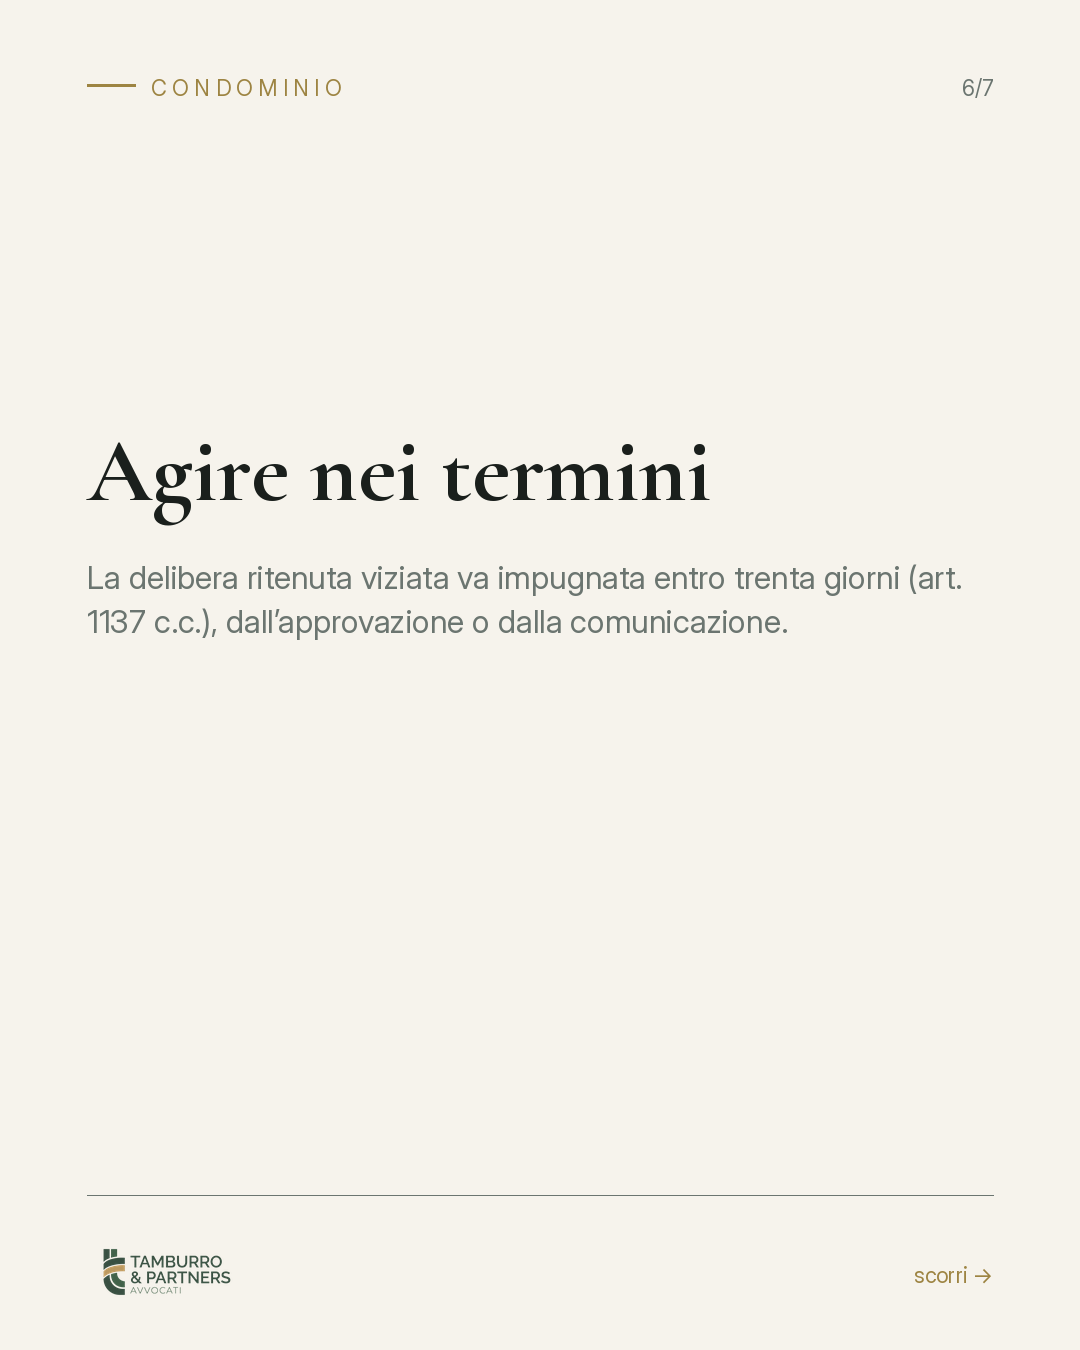 CONDOMINIO
6/7
Agire nei termini
La delibera ritenuta viziata va impugnata entro trenta giorni (art.
1137 c.c.), dall’approvazione o dalla comunicazione.
TAMBURRO
& PARTNERS
AVVOCATI
scorri →